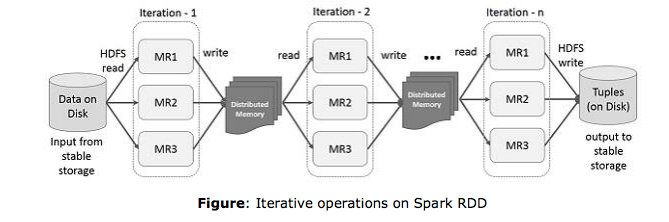 Iteration - 1
Iteration - 2
Iteration - n
HDFS
read
write
read
write
...
read
HDFS
write
MR1
MR1
MR1
Data on
Disk
MR2
Distributed
Memory
MR2
Distributed
Memory
MR2
Tuples
(on Disk)
MR3
MR3
MR3
Input from
stable
storage
output to
stable
storage
Figure: Iterative operations on Spark RDD